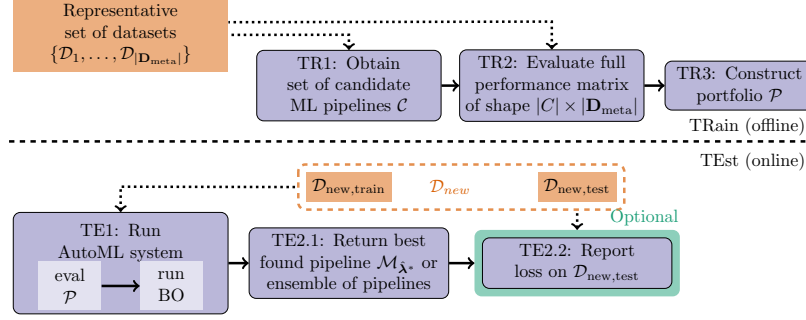 Representative
set of datasets
{𝒟₁, . . . , 𝒟|𝐃meta|}
TR1: Obtain
set of candidate
ML pipelines 𝒞
TR2: Evaluate full
performance matrix
of shape |C| × |𝐃meta|
TR3: Construct
portfolio 𝒫
TRain (offline)
TEst (online)
𝒟new,train
𝒟new
𝒟new,test
Optional
TE1: Run
AutoML system
eval
𝒫
run
BO
TE2.1: Return best
found pipeline ℳλ̂* or
ensemble of pipelines
TE2.2: Report
loss on 𝒟new,test